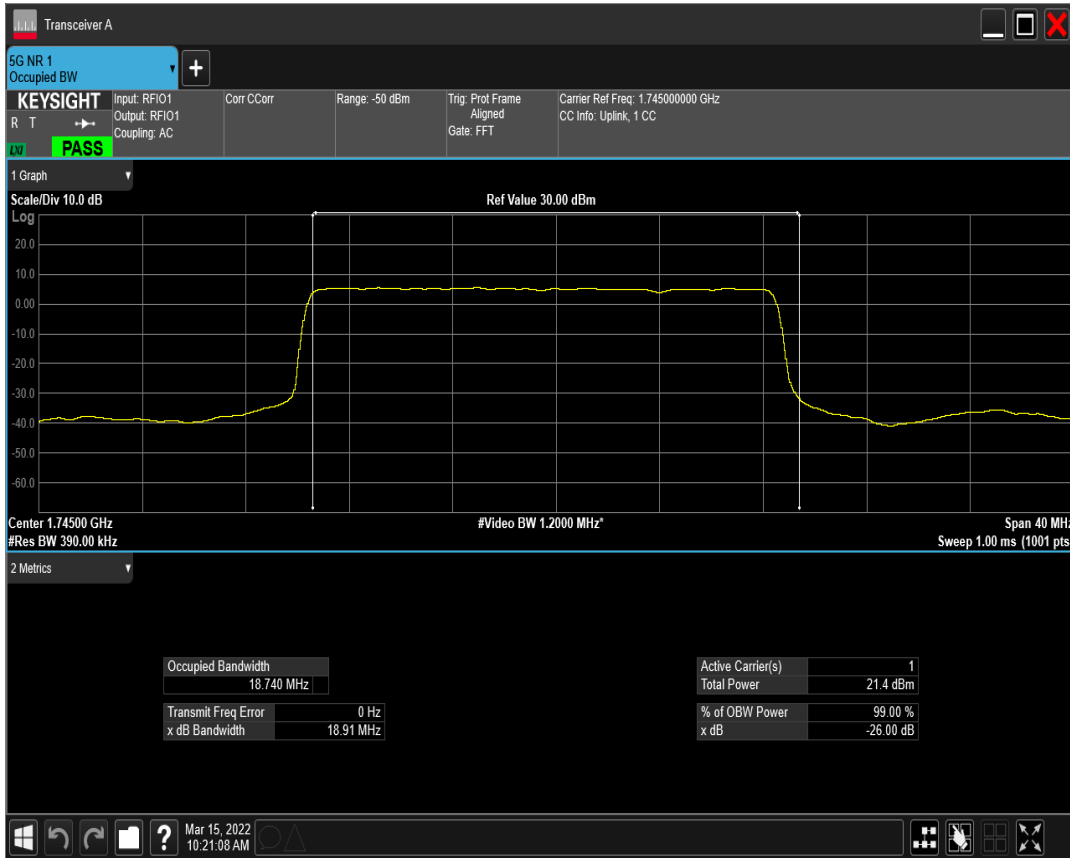 Transceiver A
5G NR 1
Occupied BW
KEYSIGHT
R T
LXI
PASS
Input: RFIO1
Output: RFIO1
Coupling: AC
Corr CCorr
Range: -50 dBm
Trig: Prot Frame
Aligned
Gate: FFT
Carrier Ref Freq: 1.745000000 GHz
CC Info: Uplink, 1 CC
1 Graph
Scale/Div 10.0 dB
Ref Value 30.00 dBm
Log
20.0
10.0
0.00
-10.0
-20.0
-30.0
-40.0
-50.0
-60.0
Center 1.74500 GHz
#Video BW 1.2000 MHz*
Span 40 MHz
#Res BW 390.00 kHz
Sweep 1.00 ms (1001 pts
2 Metrics
Occupied Bandwidth
18.740 MHz
Transmit Freq Error 0 Hz
x dB Bandwidth 18.91 MHz
Active Carrier(s) 1
Total Power 21.4 dBm
% of OBW Power 99.00 %
x dB -26.00 dB
?
Mar 15, 2022
10:21:08 AM